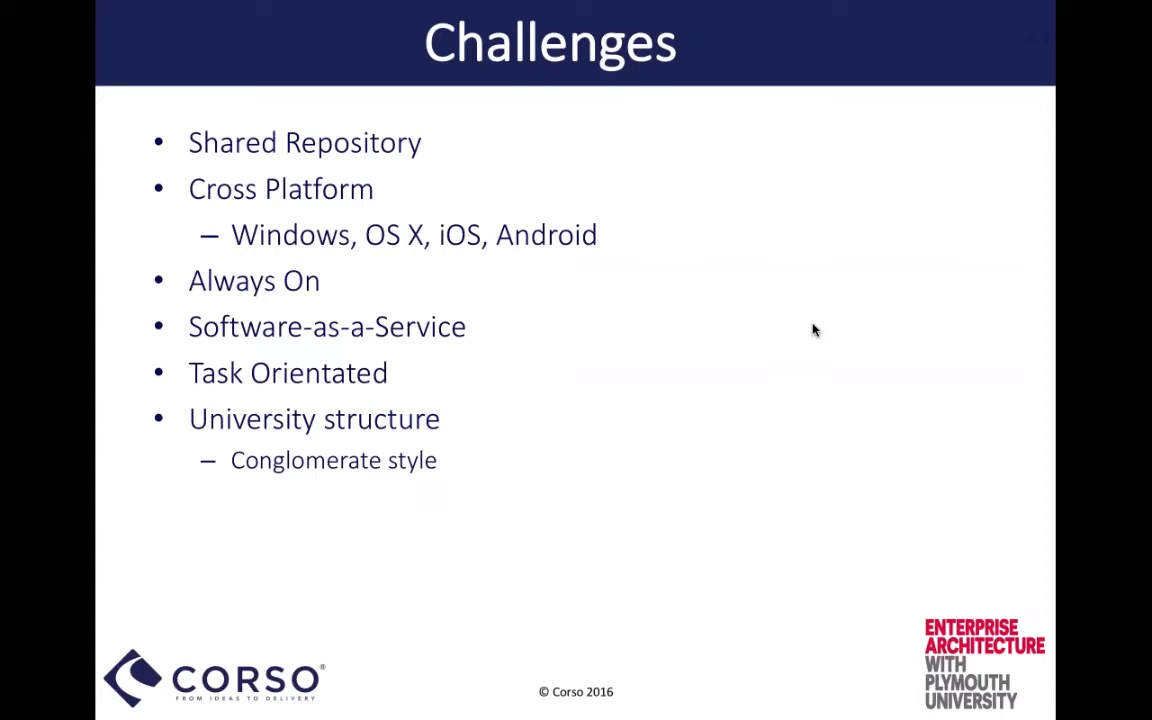 Challenges
• Shared Repository
• Cross Platform
– Windows, OS X, iOS, Android
• Always On
• Software-as-a-Service
• Task Orientated
• University structure
– Conglomerate style
CORSO®
FROM IDEAS TO DELIVERY
© Corso 2016
ENTERPRISE
ARCHITECTURE
WITH
PLYMOUTH
UNIVERSITY